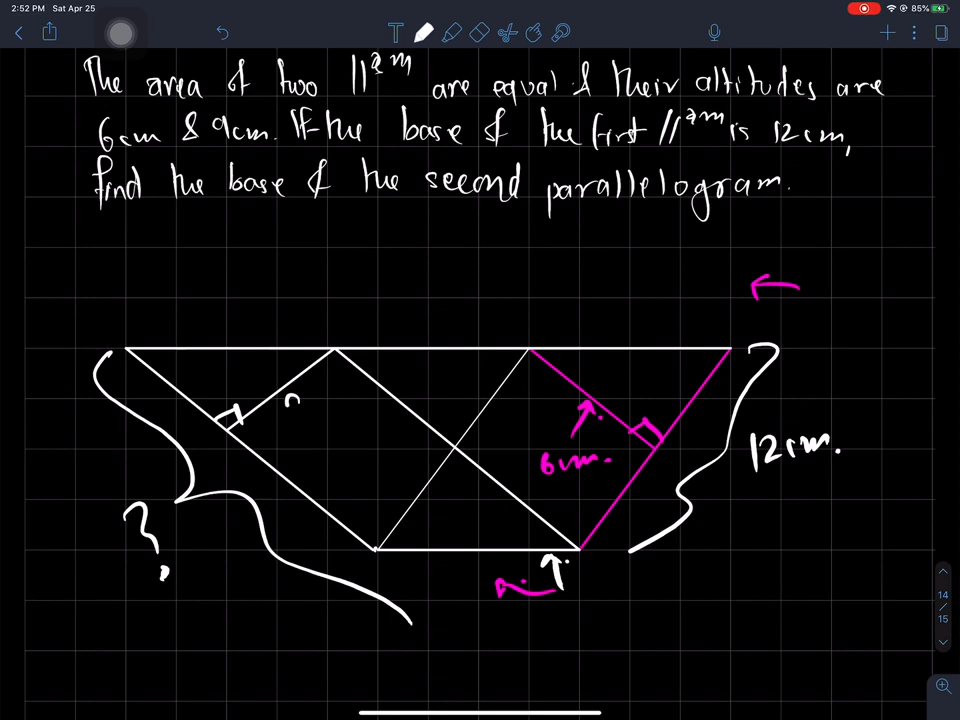 2:52 PM Sat Apr 25
85%
T
The area of two ||gm are equal & their altitudes are
6cm & 9cm. If the base of the first ||gm is 12cm,
find the base of the second parallelogram.
6cm.
12cm.
?
14
/
15